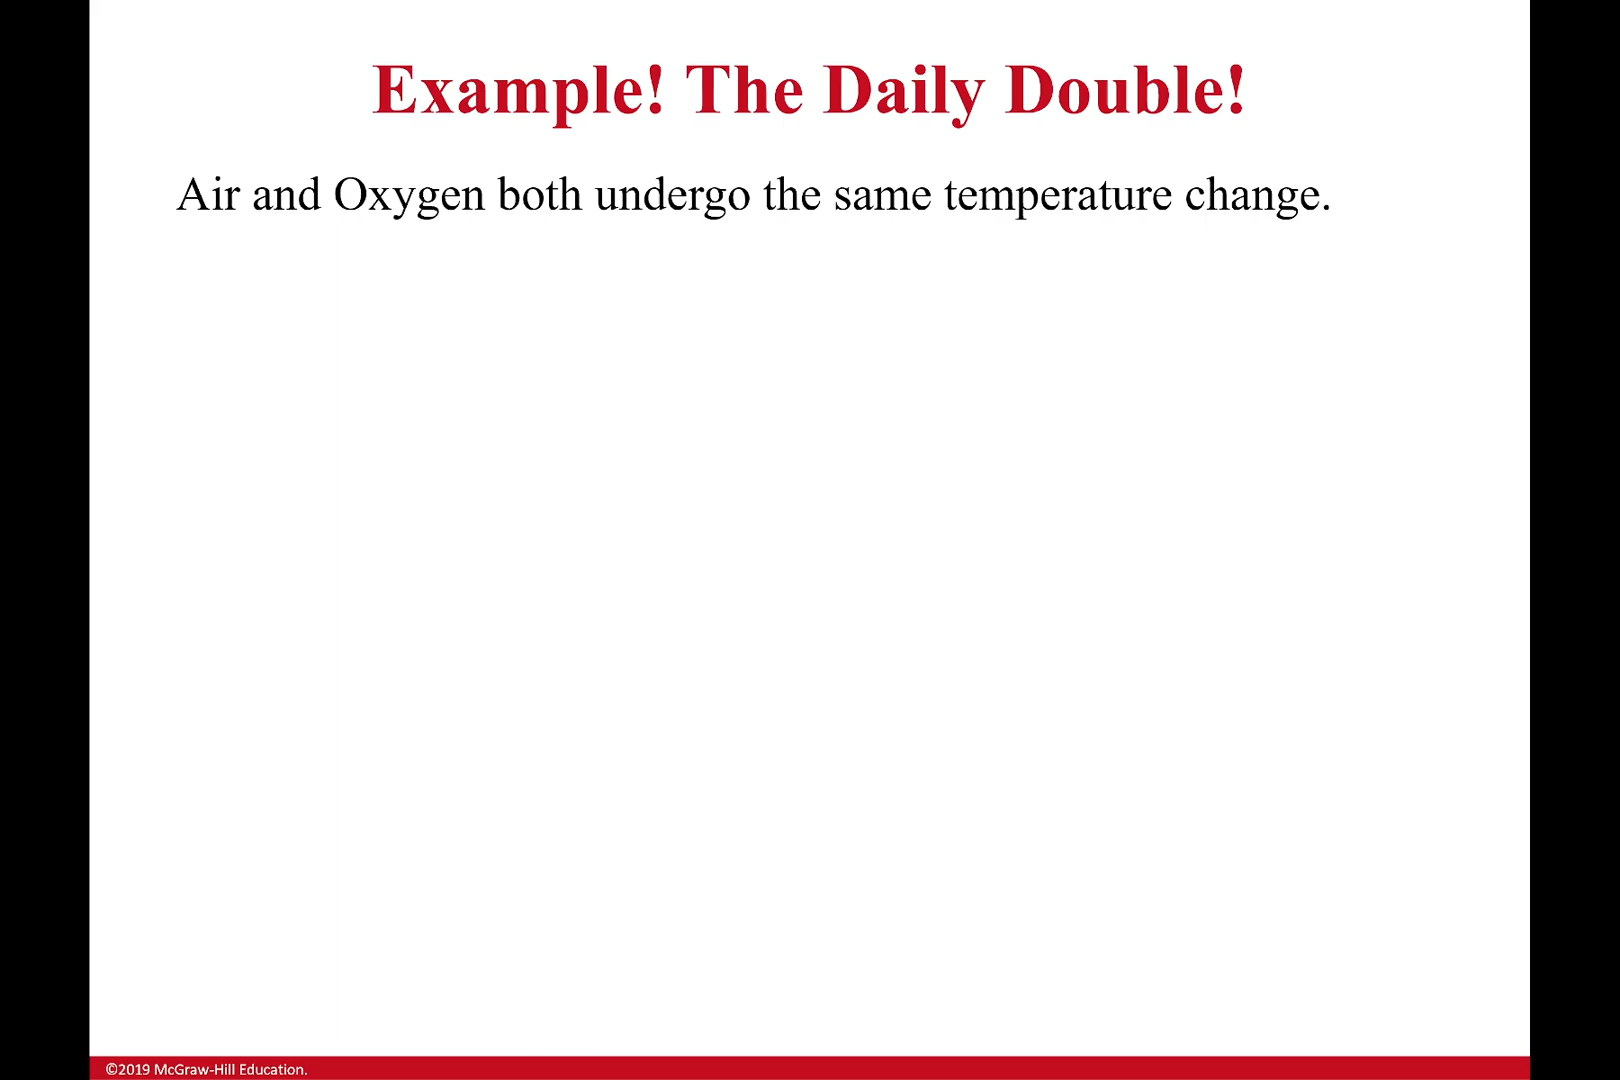 Example! The Daily Double!
Air and Oxygen both undergo the same temperature change.
©2019 McGraw-Hill Education.